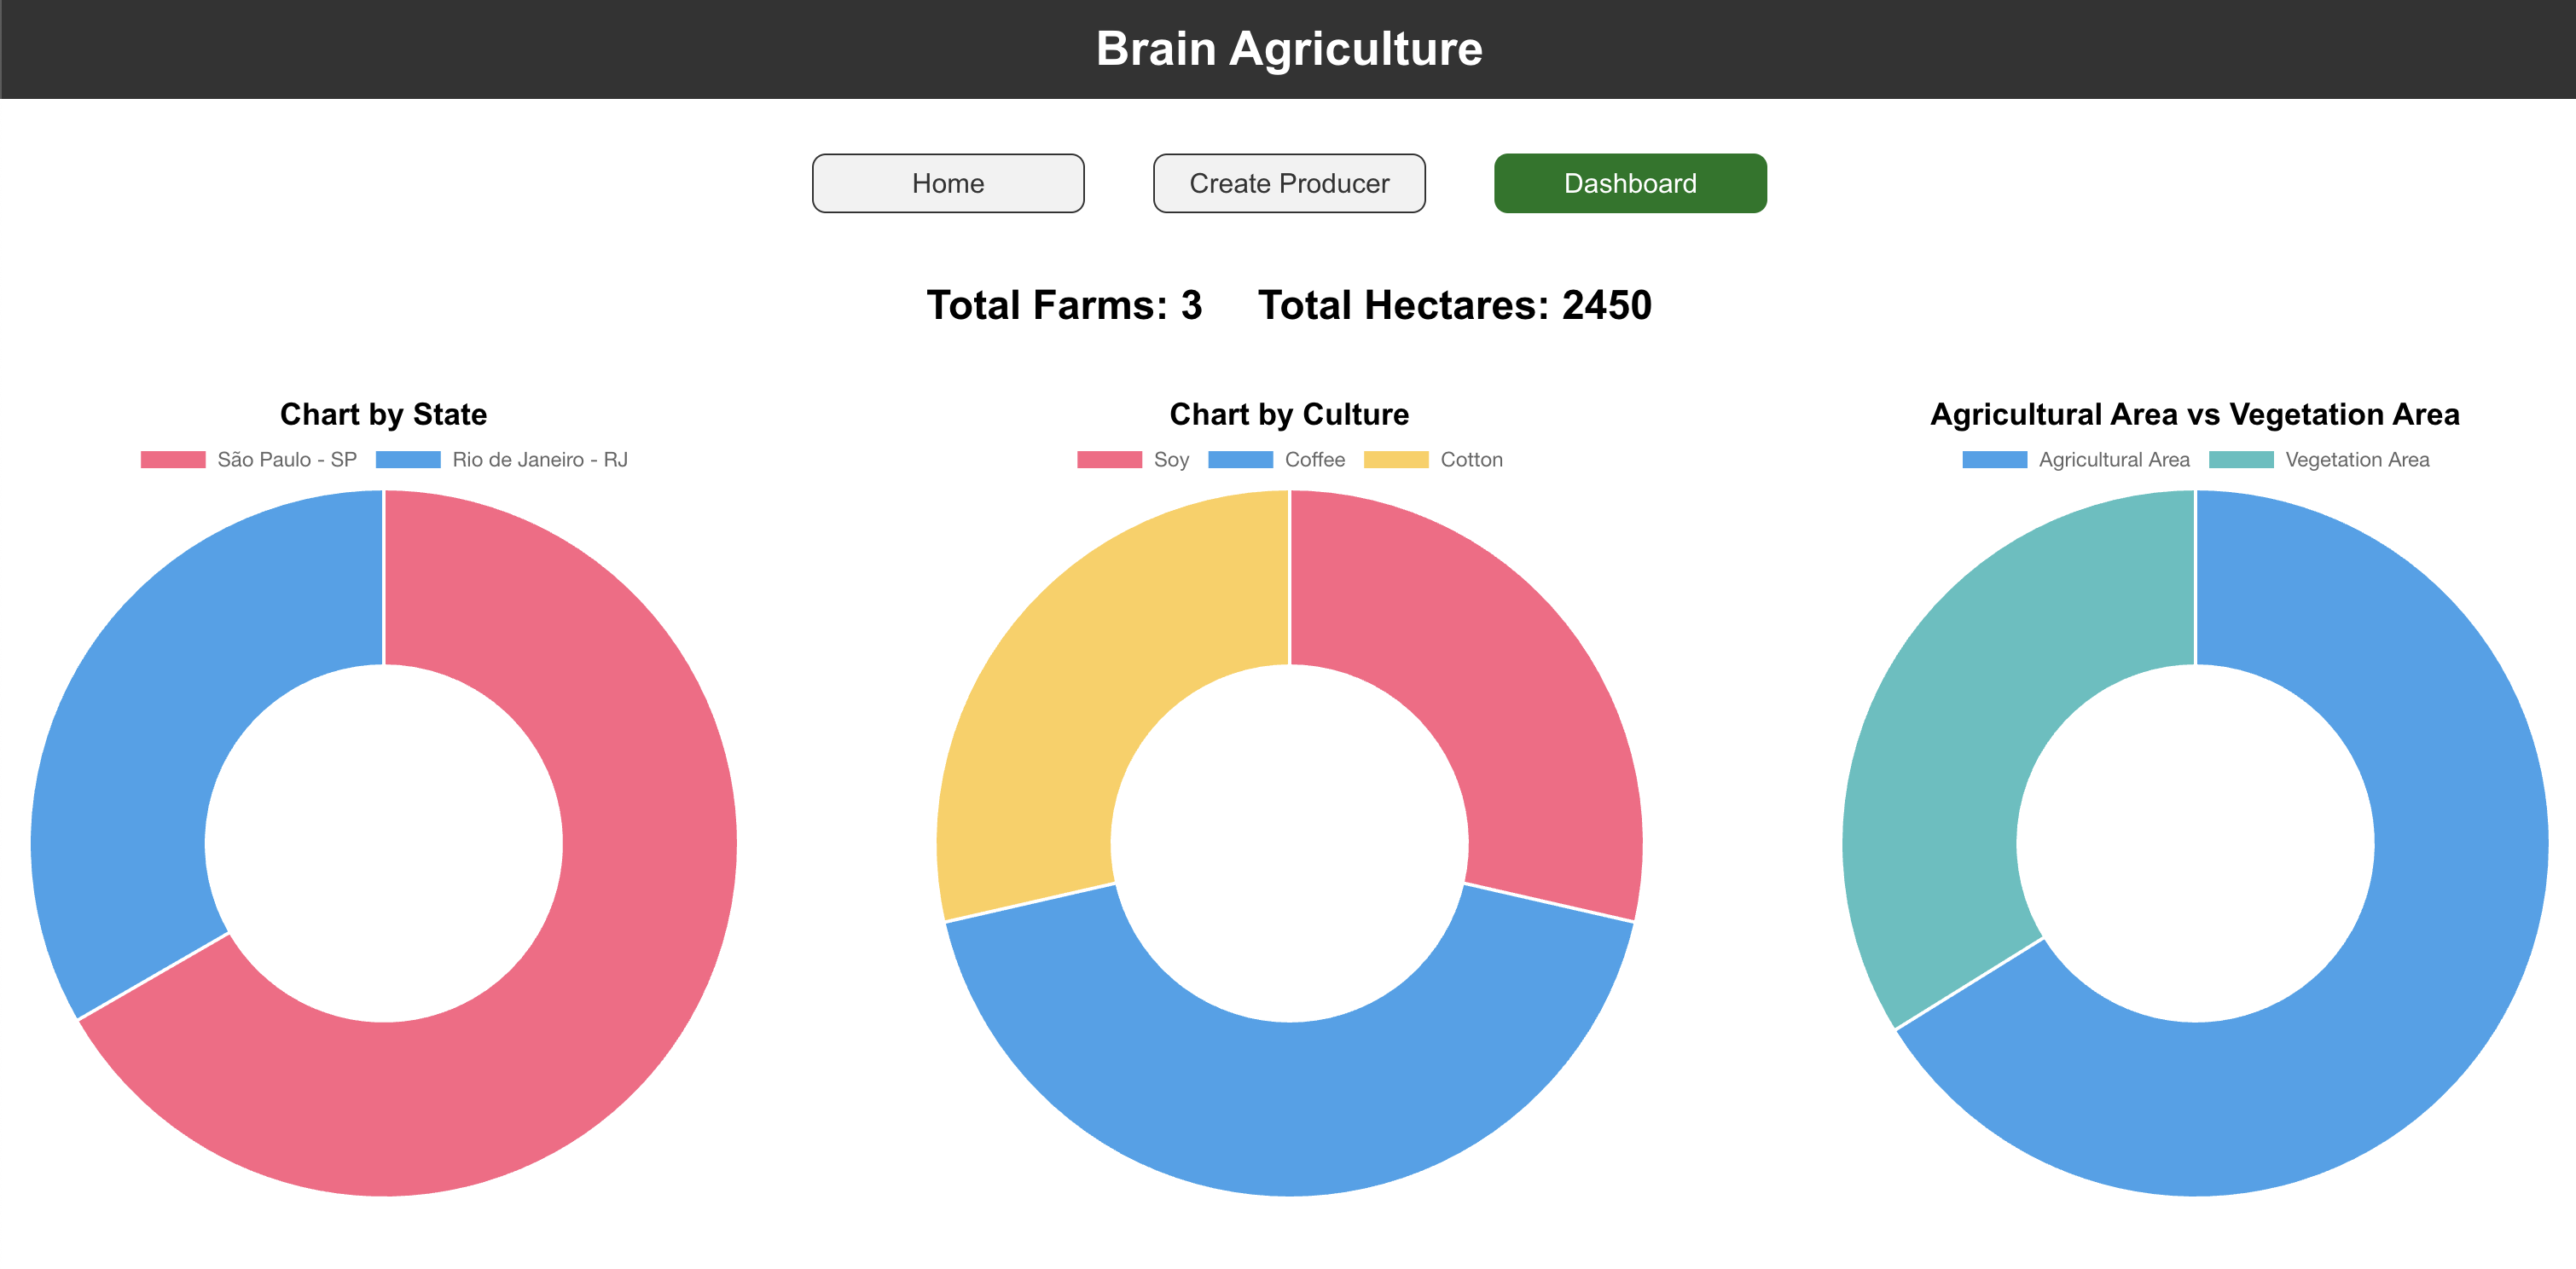 Brain Agriculture
Home Create Producer Dashboard
Total Farms: 3 Total Hectares: 2450
Chart by State
São Paulo - SP Rio de Janeiro - RJ
Chart by Culture
Soy Coffee Cotton
Agricultural Area vs Vegetation Area
Agricultural Area Vegetation Area